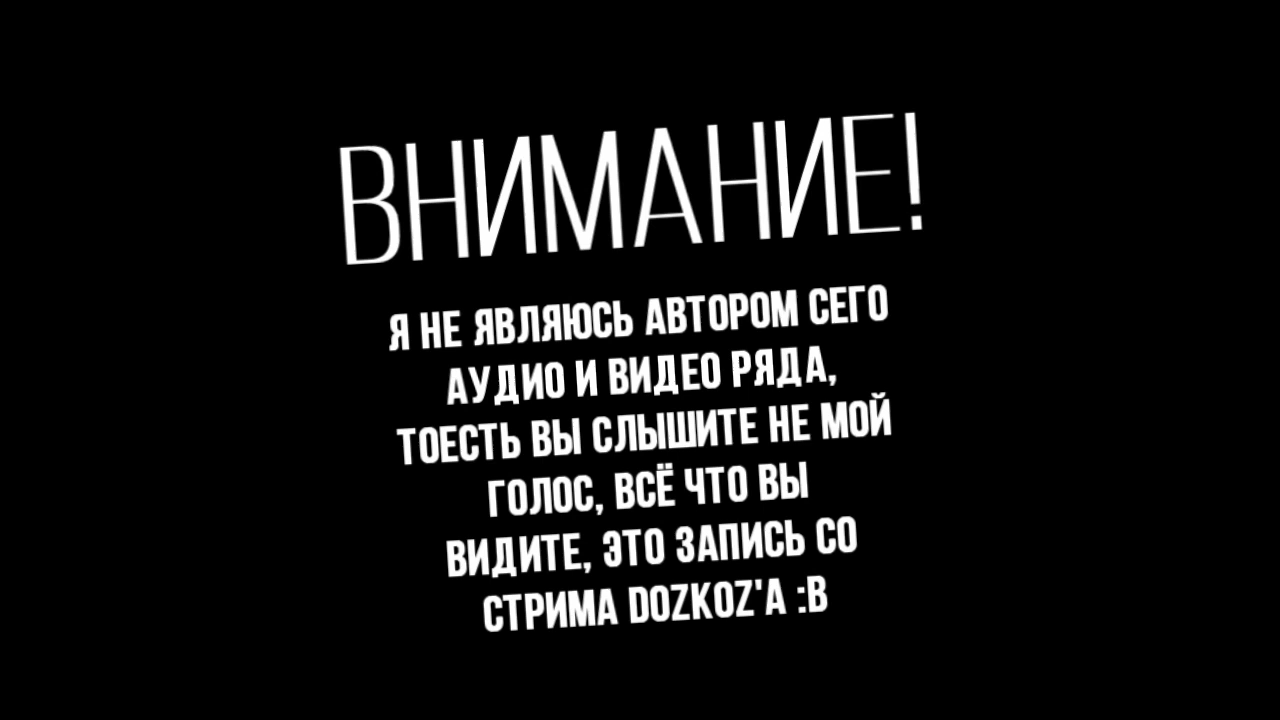 ВНИМАНИЕ!
Я НЕ ЯВЛЯЮСЬ АВТОРОМ СЕГО
АУДИО И ВИДЕО РЯДА,
ТОЕСТЬ ВЫ СЛЫШИТЕ НЕ МОЙ
ГОЛОС, ВСЁ ЧТО ВЫ
ВИДИТЕ, ЭТО ЗАПИСЬ СО
СТРИМА DOZKOZ'А :В